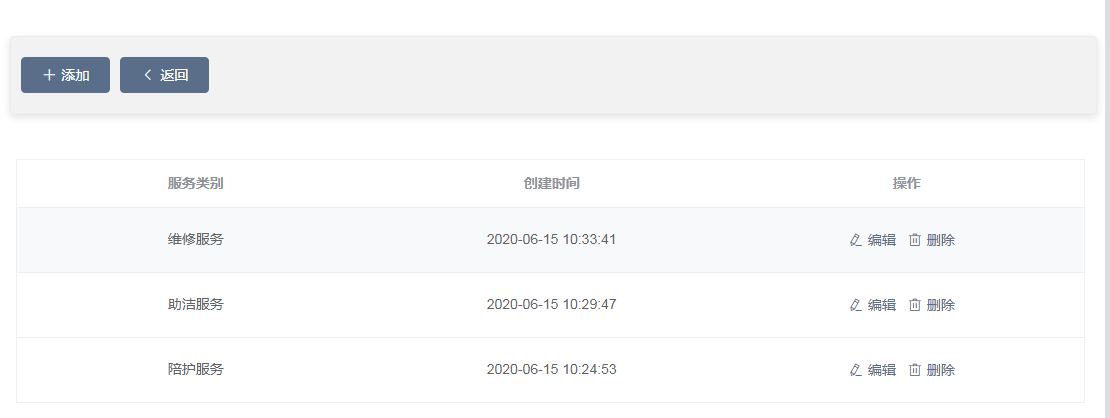 添加 返回
服务类别 创建时间 操作
维修服务 2020-06-15 10:33:41 编辑 删除
助洁服务 2020-06-15 10:29:47 编辑 删除
陪护服务 2020-06-15 10:24:53 编辑 删除